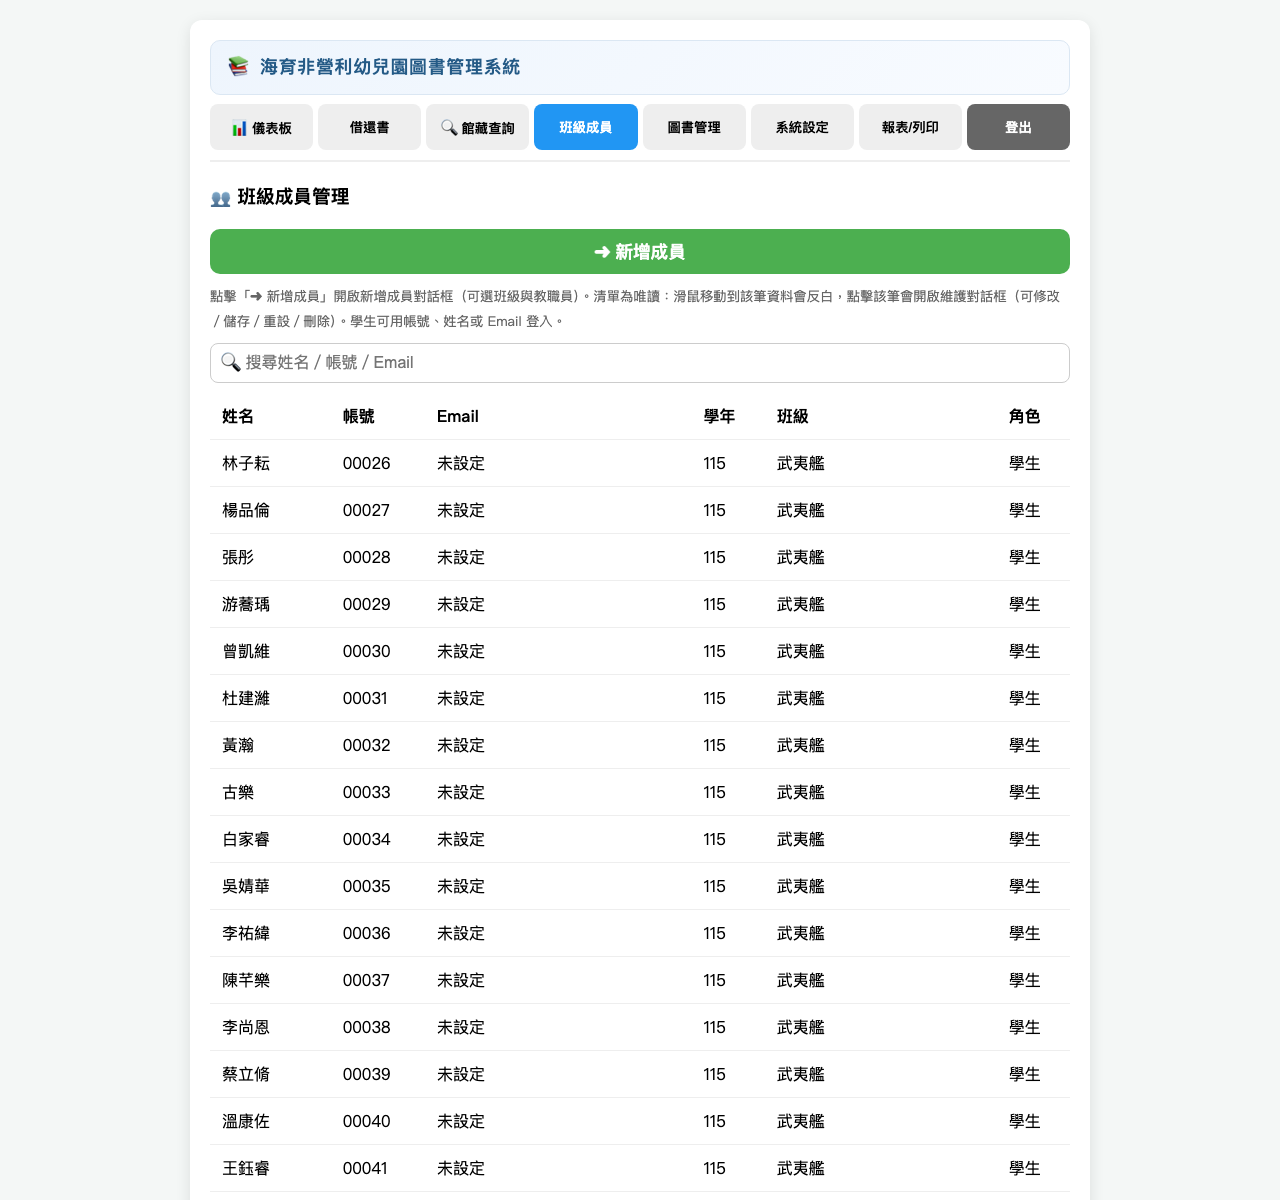 海育非營利幼兒園圖書管理系統
儀表板 借還書 館藏查詢 班級成員 圖書管理 系統設定 報表/列印 登出
班級成員管理
➜ 新增成員
點擊「➜ 新增成員」開啟新增成員對話框（可選班級與教職員）。清單為唯讀：滑鼠移動到該筆資料會反白，點擊該筆會開啟維護對話框（可修改
/ 儲存 / 重設 / 刪除）。學生可用帳號、姓名或 Email 登入。
搜尋姓名 / 帳號 / Email
姓名 帳號 Email 學年 班級 角色
林子耘 00026 未設定 115 武夷艦 學生
楊品倫 00027 未設定 115 武夷艦 學生
張彤 00028 未設定 115 武夷艦 學生
游蕎瑀 00029 未設定 115 武夷艦 學生
曾凱維 00030 未設定 115 武夷艦 學生
杜建濰 00031 未設定 115 武夷艦 學生
黃瀚 00032 未設定 115 武夷艦 學生
古樂 00033 未設定 115 武夷艦 學生
白家睿 00034 未設定 115 武夷艦 學生
吳婧華 00035 未設定 115 武夷艦 學生
李祐緯 00036 未設定 115 武夷艦 學生
陳芊樂 00037 未設定 115 武夷艦 學生
李尚恩 00038 未設定 115 武夷艦 學生
蔡立脩 00039 未設定 115 武夷艦 學生
溫康佐 00040 未設定 115 武夷艦 學生
王鈺睿 00041 未設定 115 武夷艦 學生